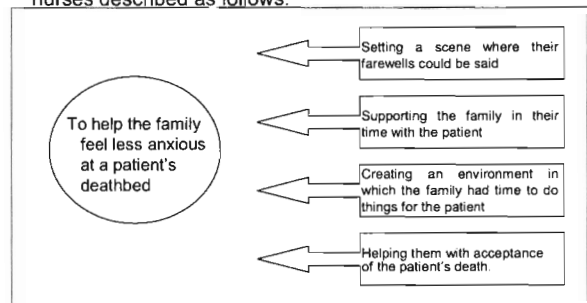 nurses described as follows:
To help the family
feel less anxious
at a patient's
deathbed
Setting a scene where their
farewells could be said
Supporting the family in their
time with the patient
Creating an environment in
which the family had time to do
things for the patient
Helping them with acceptance
of the patient's death.